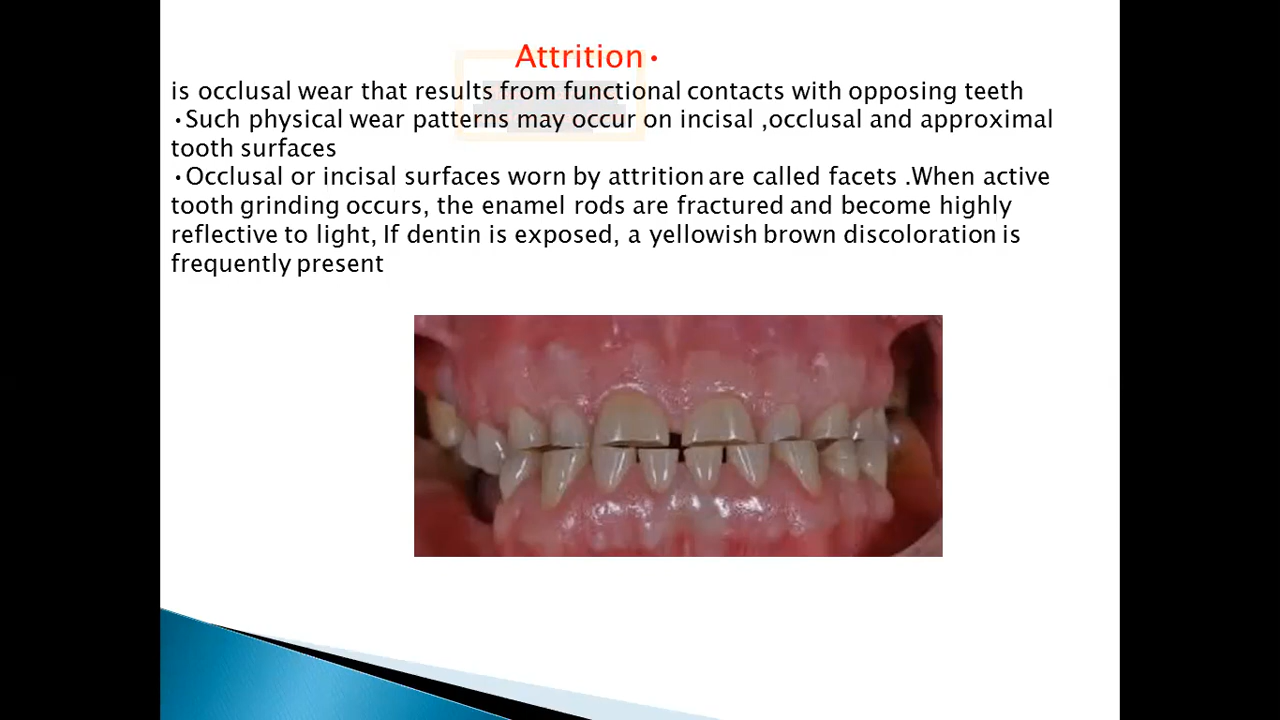 Attrition •
is occlusal wear that results from functional contacts with opposing teeth
•Such physical wear patterns may occur on incisal ,occlusal and approximal
tooth surfaces
•Occlusal or incisal surfaces worn by attrition are called facets .When active
tooth grinding occurs, the enamel rods are fractured and become highly
reflective to light, If dentin is exposed, a yellowish brown discoloration is
frequently present